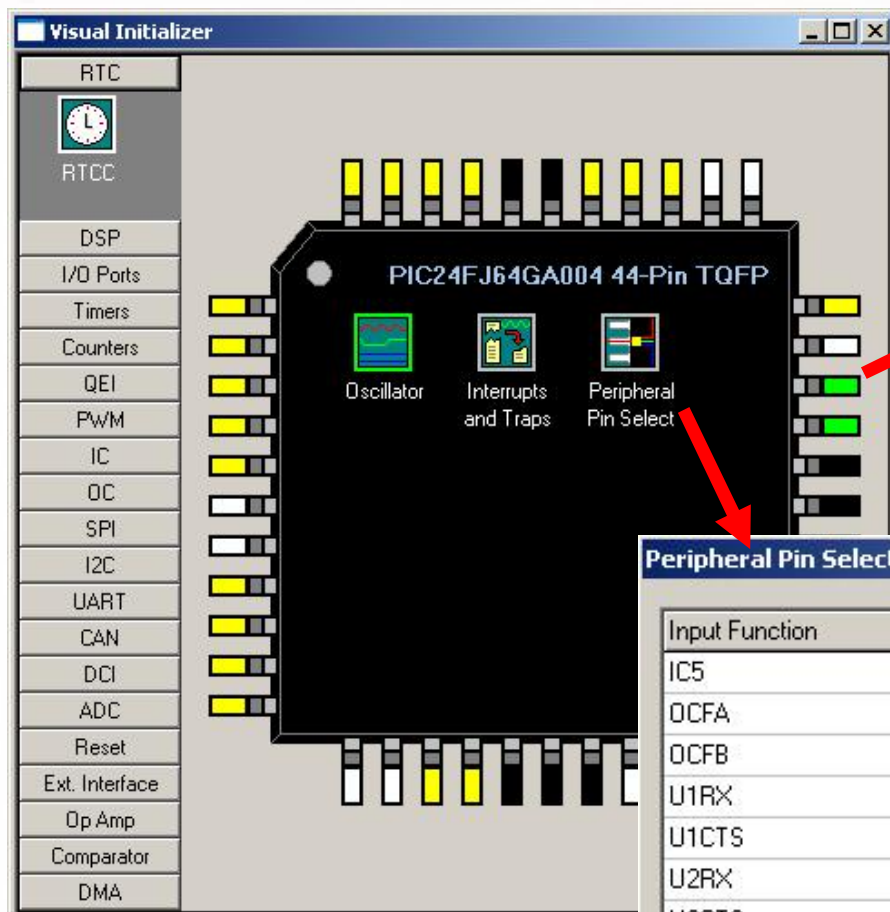 Visual Initializer
RTC
RTCC
DSP
I/O Ports
Timers
Counters
QEI
PWM
IC
OC
SPI
I2C
UART
CAN
DCI
ADC
Reset
Ext. Interface
Op Amp
Comparator
DMA
PIC24FJ64GA004 44-Pin TQFP
Oscillator
Interrupts
and Traps
Peripheral
Pin Select
Peripheral Pin Select
Input Function
IC5
OCFA
OCFB
U1RX
U1CTS
U2RX